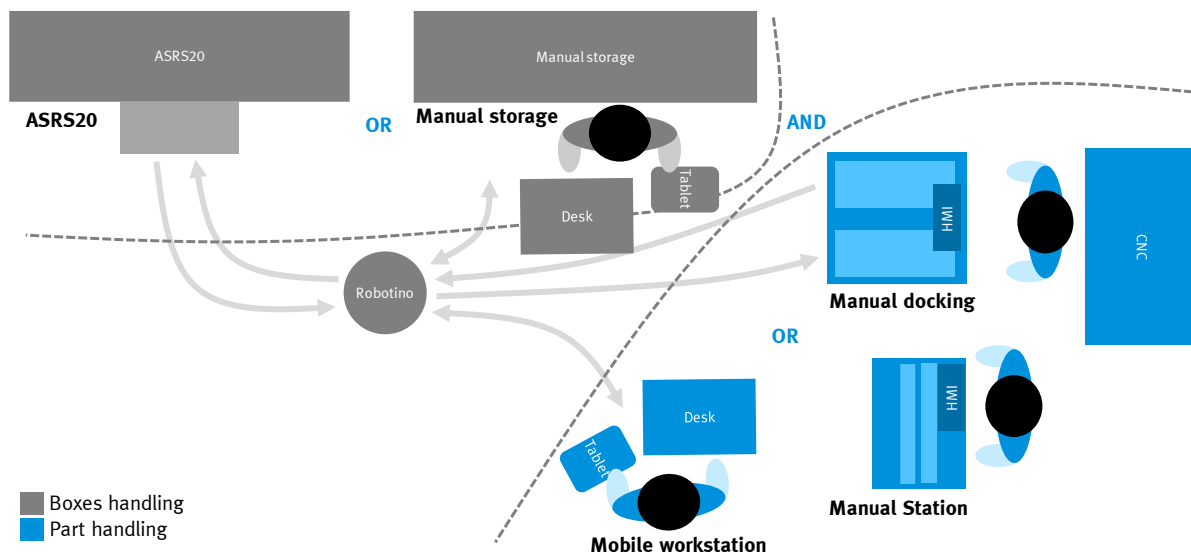 ASRS20
Manual storage
ASRS20
OR
Manual storage
AND
Tablet
Desk
HMI
CNC
Robotino
Manual docking
OR
HMI
Desk
Tablet
Boxes handling
Part handling
Manual Station
Mobile workstation